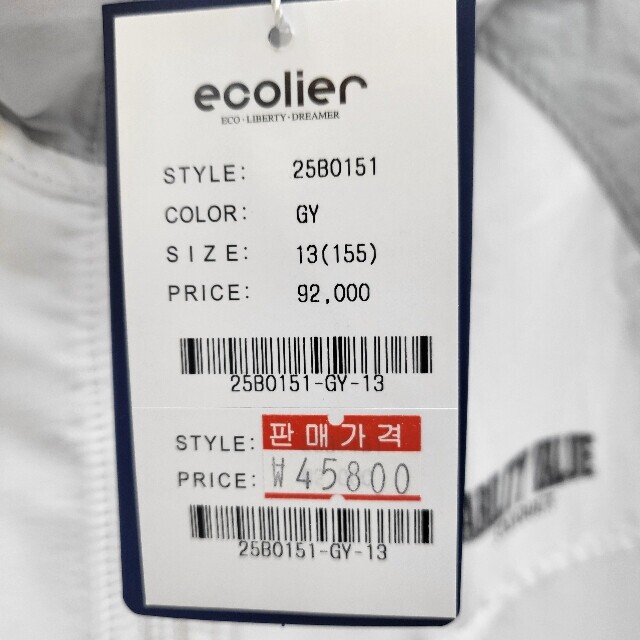 ecolier
ECO·LIBERTY·DREAMER
STYLE: 25B0151
COLOR: GY
SIZE: 13(155)
PRICE: 92,000
25B0151-GY-13
STYLE: 판매가격
PRICE: ₩45800
25B0151-GY-13
BLUE